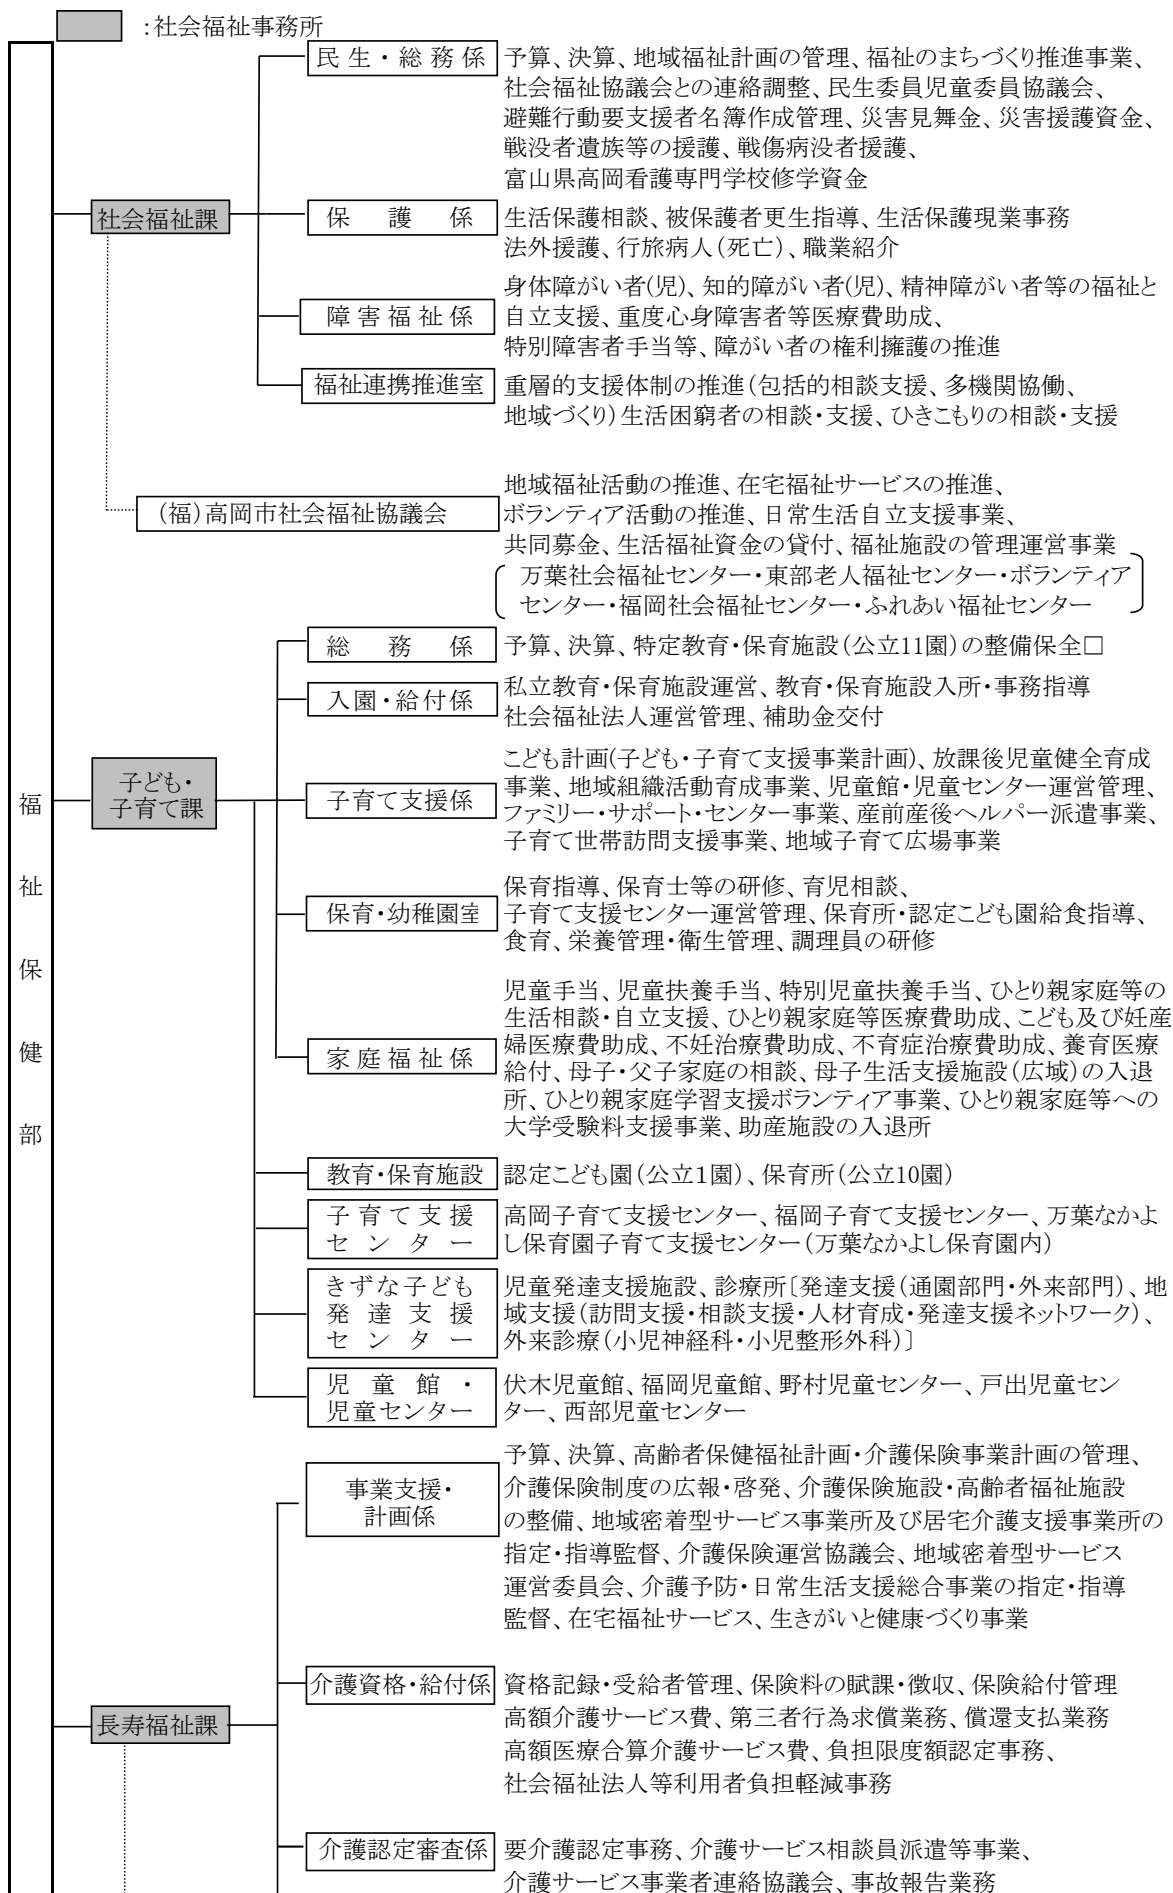 ：社会福祉事務所
福祉保健部
社会福祉課
民生・総務係
予算、決算、地域福祉計画の管理、福祉のまちづくり推進事業、
社会福祉協議会との連絡調整、民生委員児童委員協議会、
避難行動要支援者名簿作成管理、災害見舞金、災害援護資金、
戦没者遺族等の援護、戦傷病没者援護、
富山県高岡看護専門学校修学資金
保護係
生活保護相談、被保護者更生指導、生活保護現業事務
法外援護、行旅病人（死亡）、職業紹介
障害福祉係
身体障がい者(児)、知的障がい者(児)、精神障がい者等の福祉と
自立支援、重度心身障害者等医療費助成、
特別障害者手当等、障がい者の権利擁護の推進
福祉連携推進室
重層的支援体制の推進（包括的相談支援、多機関協働、
地域づくり）生活困窮者の相談・支援、ひきこもりの相談・支援
（福）高岡市社会福祉協議会
地域福祉活動の推進、在宅福祉サービスの推進、
ボランティア活動の推進、日常生活自立支援事業、
共同募金、生活福祉資金の貸付、福祉施設の管理運営事業
万葉社会福祉センター・東部老人福祉センター・ボランティア
センター・福岡社会福祉センター・ふれあい福祉センター
子ども・
子育て課
総務係
予算、決算、特定教育・保育施設（公立11園）の整備保全□
入園・給付係
私立教育・保育施設運営、教育・保育施設入所・事務指導
社会福祉法人運営管理、補助金交付
子育て支援係
こども計画(子ども・子育て支援事業計画)、放課後児童健全育成
事業、地域組織活動育成事業、児童館・児童センター運営管理、
ファミリー・サポート・センター事業、産前産後ヘルパー派遣事業、
子育て世帯訪問支援事業、地域子育て広場事業
保育・幼稚園室
保育指導、保育士等の研修、育児相談、
子育て支援センター運営管理、保育所・認定こども園給食指導、
食育、栄養管理・衛生管理、調理員の研修
家庭福祉係
児童手当、児童扶養手当、特別児童扶養手当、ひとり親家庭等の
生活相談・自立支援、ひとり親家庭等医療費助成、こども及び妊産
婦医療費助成、不妊治療費助成、不育症治療費助成、養育医療
給付、母子・父子家庭の相談、母子生活支援施設（広域）の入退
所、ひとり親家庭学習支援ボランティア事業、ひとり親家庭等への
大学受験料支援事業、助産施設の入退所
教育・保育施設
認定こども園（公立1園）、保育所（公立10園）
子育て支援
センター
高岡子育て支援センター、福岡子育て支援センター、万葉なかよ
し保育園子育て支援センター（万葉なかよし保育園内）
きずな子ども
発達支援
センター
児童発達支援施設、診療所〔発達支援（通園部門・外来部門）、地
域支援（訪問支援・相談支援・人材育成・発達支援ネットワーク）、
外来診療（小児神経科・小児整形外科）〕
児童館・
児童センター
伏木児童館、福岡児童館、野村児童センター、戸出児童セン
ター、西部児童センター
長寿福祉課
事業支援・
計画係
予算、決算、高齢者保健福祉計画・介護保険事業計画の管理、
介護保険制度の広報・啓発、介護保険施設・高齢者福祉施設
の整備、地域密着型サービス事業所及び居宅介護支援事業所の
指定・指導監督、介護保険運営協議会、地域密着型サービス
運営委員会、介護予防・日常生活支援総合事業の指定・指導
監督、在宅福祉サービス、生きがいと健康づくり事業
介護資格・給付係
資格記録・受給者管理、保険料の賦課・徴収、保険給付管理
高額介護サービス費、第三者行為求償業務、償還支払業務
高額医療合算介護サービス費、負担限度額認定事務、
社会福祉法人等利用者負担軽減事務
介護認定審査係
要介護認定事務、介護サービス相談員派遣等事業、
介護サービス事業者連絡協議会、事故報告業務